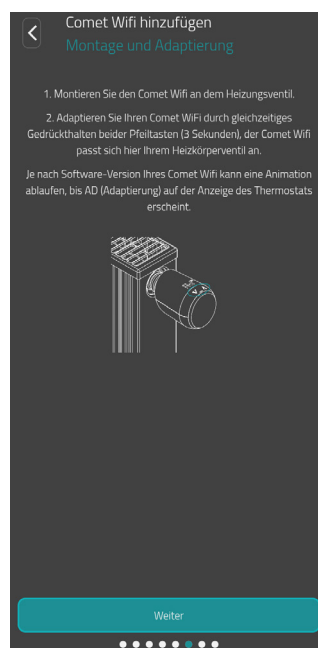 Comet Wifi hinzufügen
Montage und Adaptierung
1. Montieren Sie den Comet Wifi an dem Heizungsventil.
2. Adaptieren Sie Ihren Comet WiFi durch gleichzeitiges
Gedrückthalten beider Pfeiltasten (3 Sekunden), der Comet Wifi
passt sich hier Ihrem Heizkörperventil an.
Je nach Software-Version Ihres Comet Wifi kann eine Animation
ablaufen, bis AD (Adaptierung) auf der Anzeige des Thermostats
erscheint.
Weiter